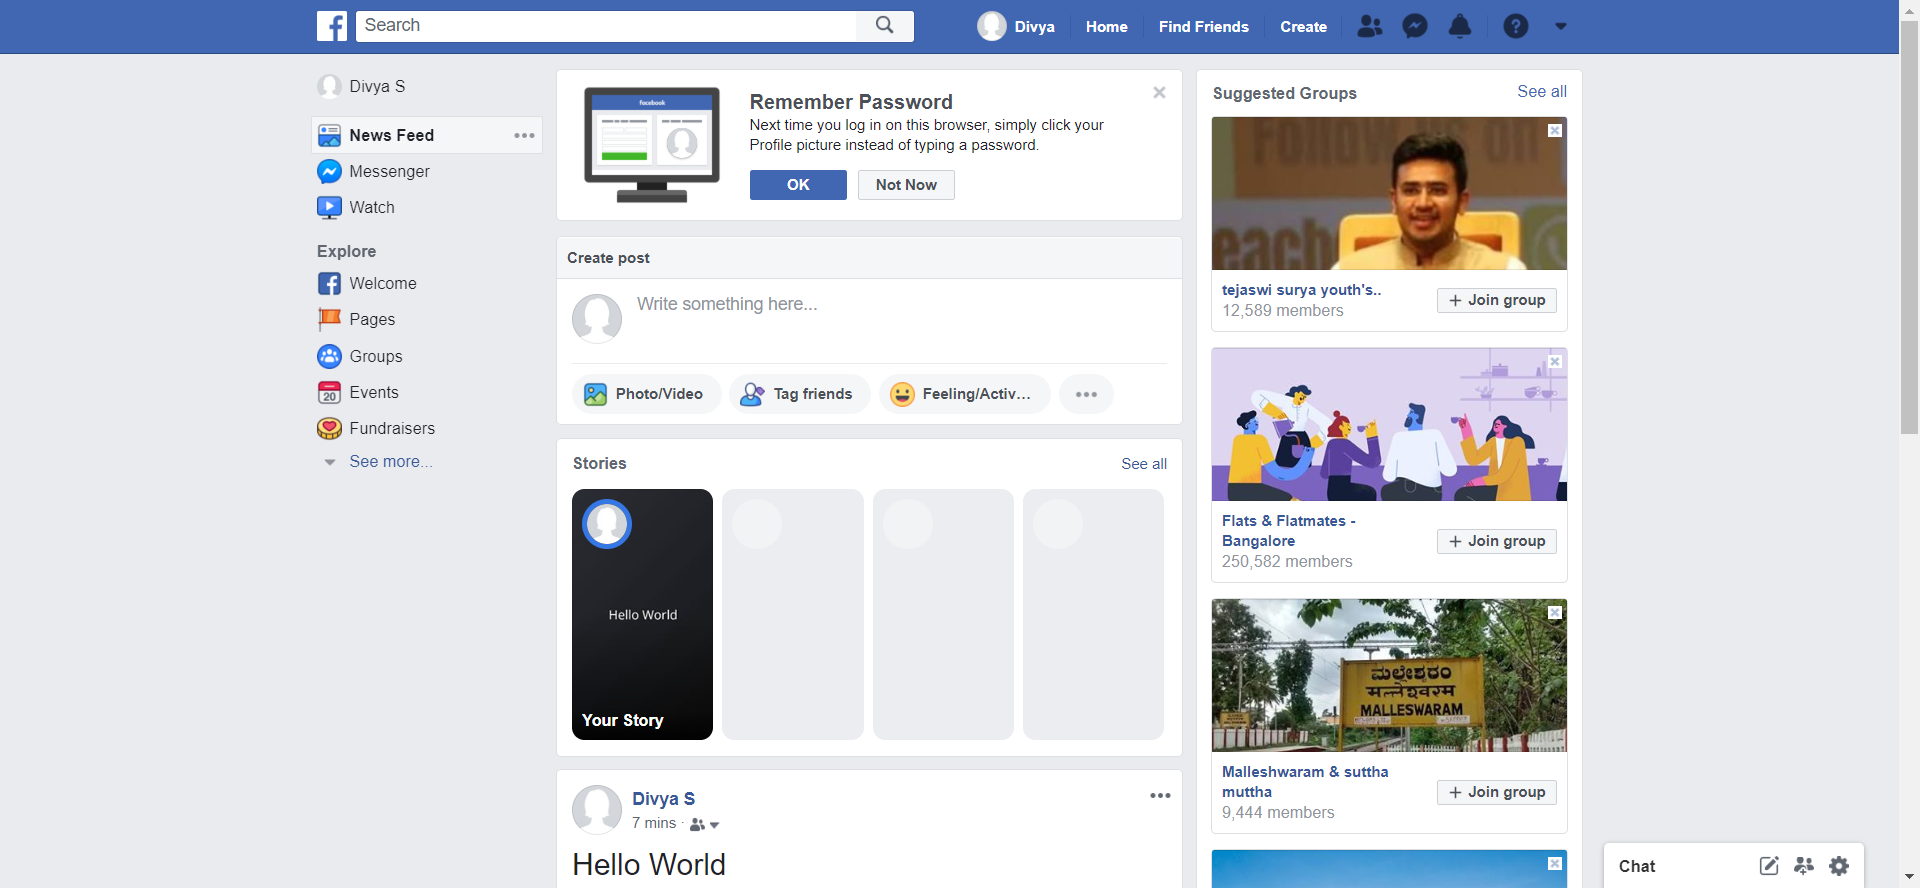 Search
Divya
Home
Find Friends
Create
Divya S
News Feed
Messenger
Watch
Explore
Welcome
Pages
Groups
20
Events
Fundraisers
See more...
facebook
Remember Password
Next time you log in on this browser, simply click your
Profile picture instead of typing a password.
OK
Not Now
Create post
Write something here...
Photo/Video
Tag friends
Feeling/Activ...
Stories
See all
Hello World
Your Story
Divya S
7 mins ·
Hello World
Suggested Groups
See all
tejaswi surya youth's..
12,589 members
+ Join group
Flats & Flatmates -
Bangalore
250,582 members
+ Join group
ಮಲ್ಲೇಶ್ವರಂ
मल्लेश्वरम
MALLESWARAM
Malleshwaram & suttha
muttha
9,444 members
+ Join group
Chat